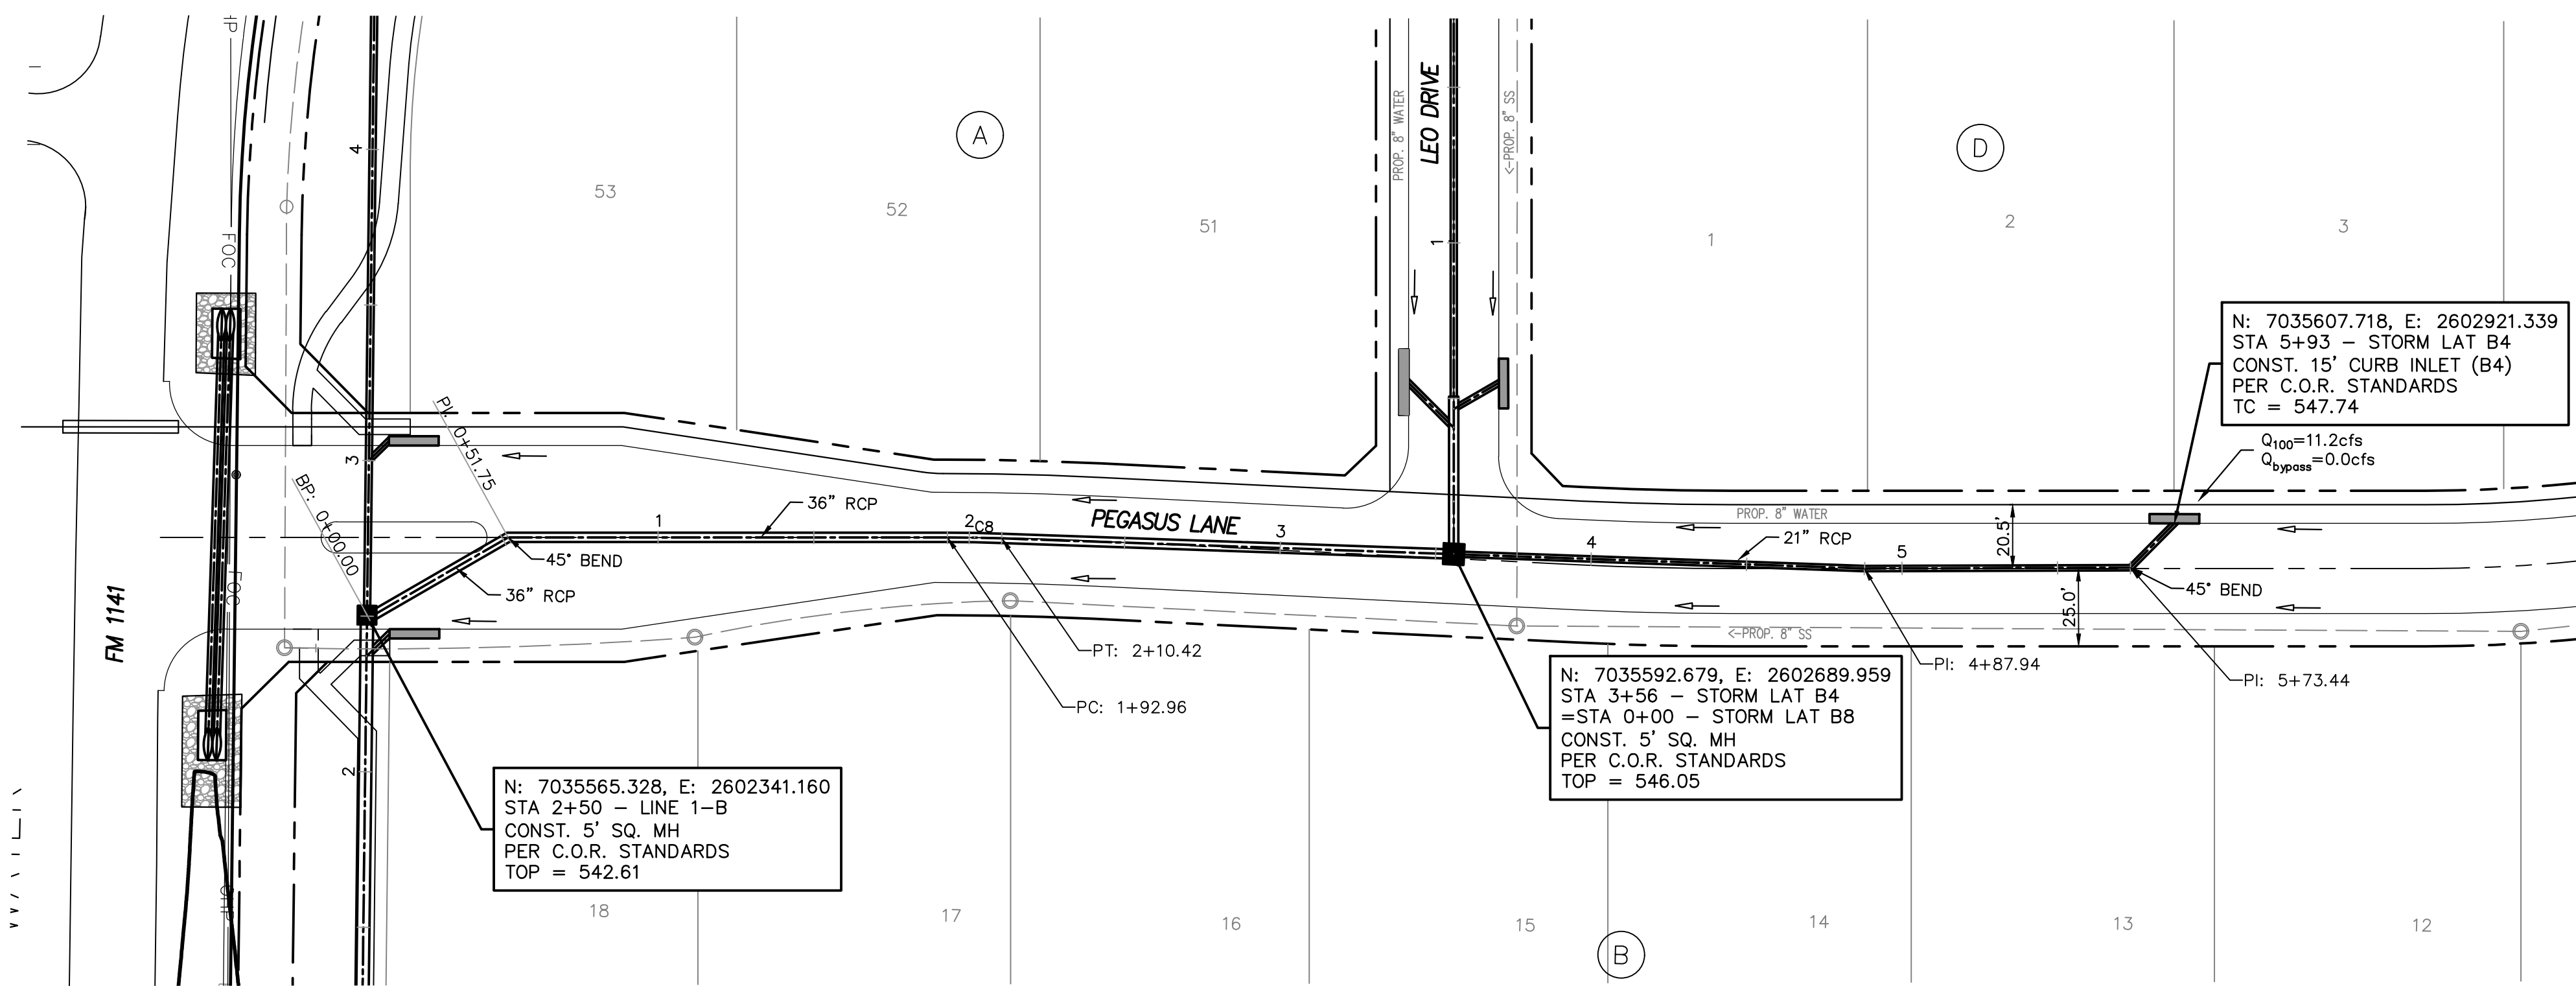 HP
FOC
4
A
53
52
51
PROP. 8" WATER
LEO DRIVE
<-PROP. 8" SS
1
D
1
2
3
N: 7035607.718, E: 2602921.339
STA 5+93 - STORM LAT B4
CONST. 15' CURB INLET (B4)
PER C.O.R. STANDARDS
TC = 547.74
Q100=11.2cfs
Qbypass=0.0cfs
PI: 0+51.75
3
BP: 0+00.00
1
36" RCP
2
C8
PEGASUS LANE
3
4
21" RCP
5
PROP. 8" WATER
20.5'
45° BEND
36" RCP
FOC
FM 1141
45° BEND
25.0'
<-PROP. 8" SS
PT: 2+10.42
PC: 1+92.96
PI: 4+87.94
PI: 5+73.44
N: 7035592.679, E: 2602689.959
STA 3+56 - STORM LAT B4
=STA 0+00 - STORM LAT B8
CONST. 5' SQ. MH
PER C.O.R. STANDARDS
TOP = 546.05
2
N: 7035565.328, E: 2602341.160
STA 2+50 - LINE 1-B
CONST. 5' SQ. MH
PER C.O.R. STANDARDS
TOP = 542.61
OHP
18
17
16
15
14
13
12
B